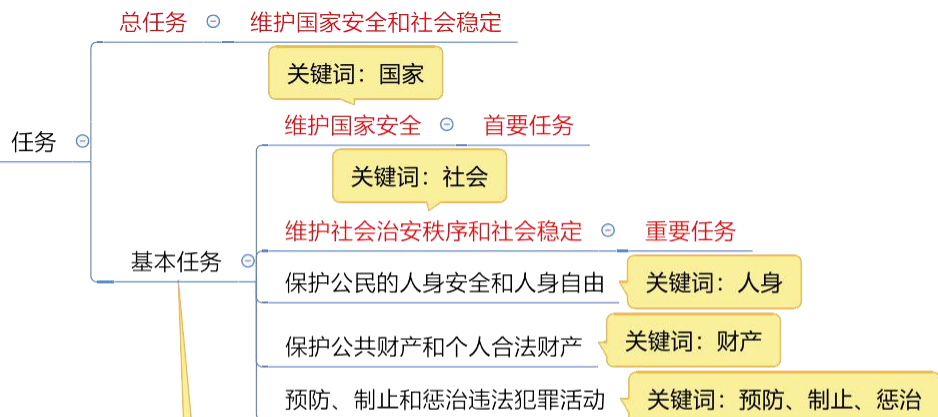 总任务
维护国家安全和社会稳定
关键词：国家
任务
维护国家安全
首要任务
关键词：社会
维护社会治安秩序和社会稳定
重要任务
基本任务
保护公民的人身安全和人身自由
关键词：人身
保护公共财产和个人合法财产
关键词：财产
预防、制止和惩治违法犯罪活动
关键词：预防、制止、惩治